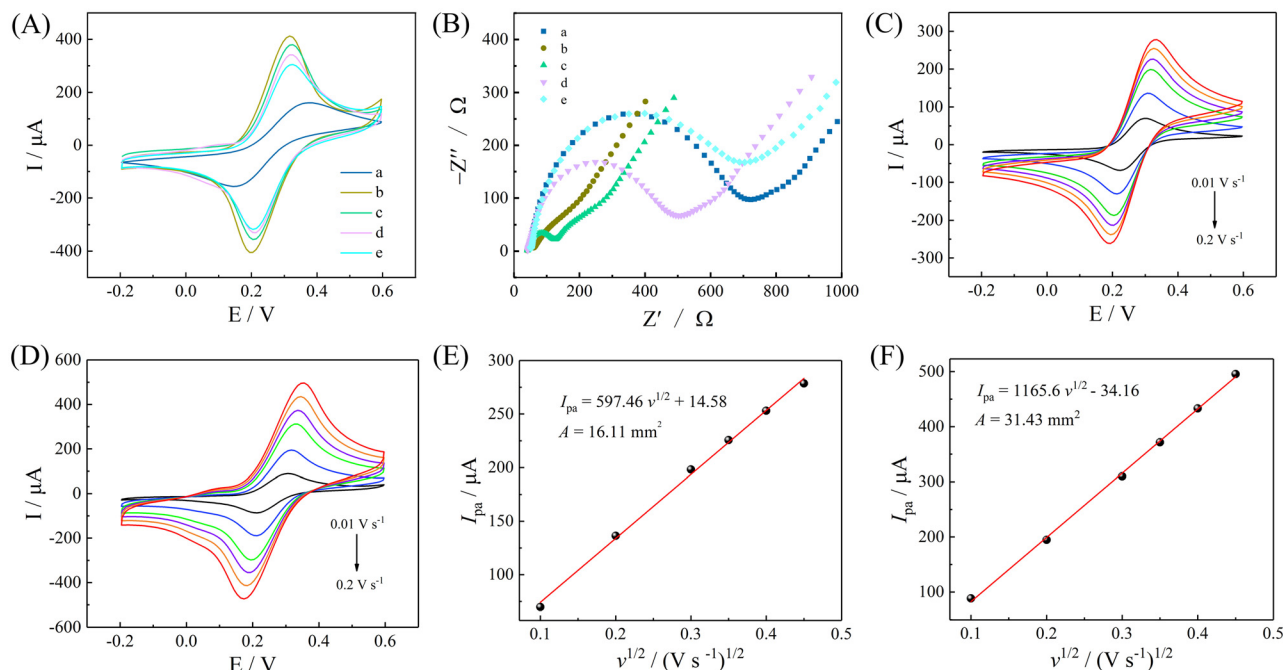 (A)
400
200
0
-200
-400
I / µA
-0.2
0.0
0.2
0.4
0.6
E / V
a
b
c
d
e
(B)
400
300
200
100
0
−Z″ / Ω
0
200
400
600
800
1000
Z′ / Ω
a
b
c
d
e
(C)
300
200
100
0
-100
-200
-300
I / µA
-0.2
0.0
0.2
0.4
0.6
E / V
0.01 V s⁻¹
0.2 V s⁻¹
(D)
600
400
200
0
-200
-400
-600
I / µA
-0.2
0.0
0.2
0.4
0.6
E / V
0.01 V s⁻¹
0.2 V s⁻¹
(E)
300
250
200
150
100
Ipa / µA
0.1
0.2
0.3
0.4
0.5
v^1/2 / (V s⁻¹)^1/2
Ipa = 597.46 v^1/2 + 14.58
A = 16.11 mm²
(F)
500
400
300
200
100
Ipa / µA
0.1
0.2
0.3
0.4
0.5
v^1/2 / (V s⁻¹)^1/2
Ipa = 1165.6 v^1/2 - 34.16
A = 31.43 mm²